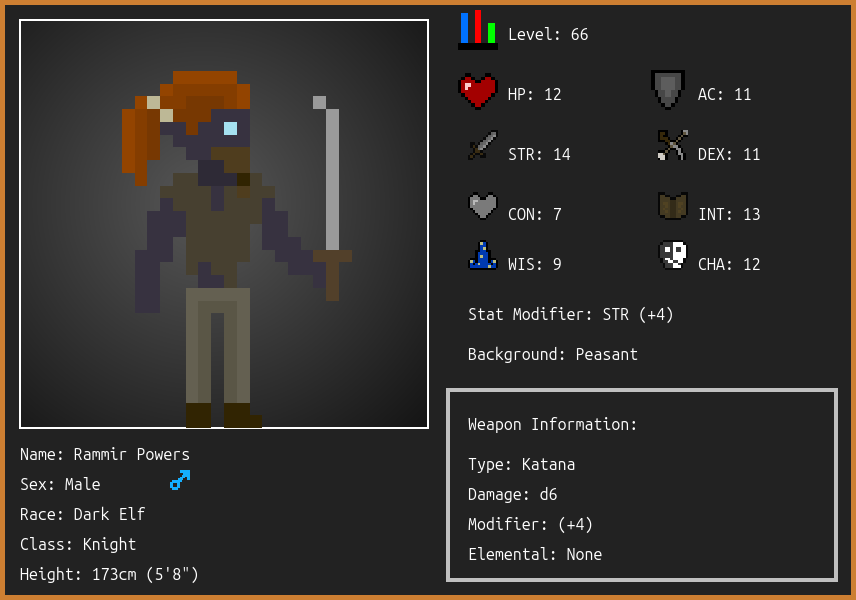 Level: 66
HP: 12
AC: 11
STR: 14
DEX: 11
CON: 7
INT: 13
WIS: 9
CHA: 12
Stat Modifier: STR (+4)
Background: Peasant
Weapon Information:
Type: Katana
Damage: d6
Modifier: (+4)
Elemental: None
Name: Rammir Powers
Sex: Male
Race: Dark Elf
Class: Knight
Height: 173cm (5'8")